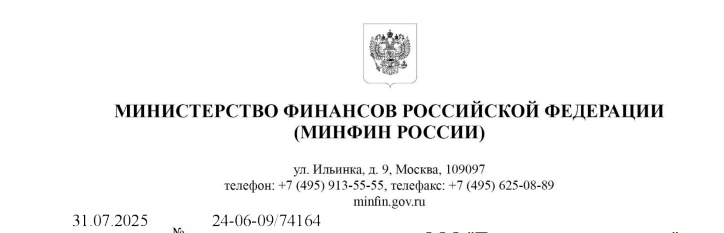 МИНИСТЕРСТВО ФИНАНСОВ РОССИЙСКОЙ ФЕДЕРАЦИИ
(МИНФИН РОССИИ)
ул. Ильинка, д. 9, Москва, 109097
телефон: +7 (495) 913-55-55, телефакс: +7 (495) 625-08-89
minfin.gov.ru
31.07.2025 № 24-06-09/74164